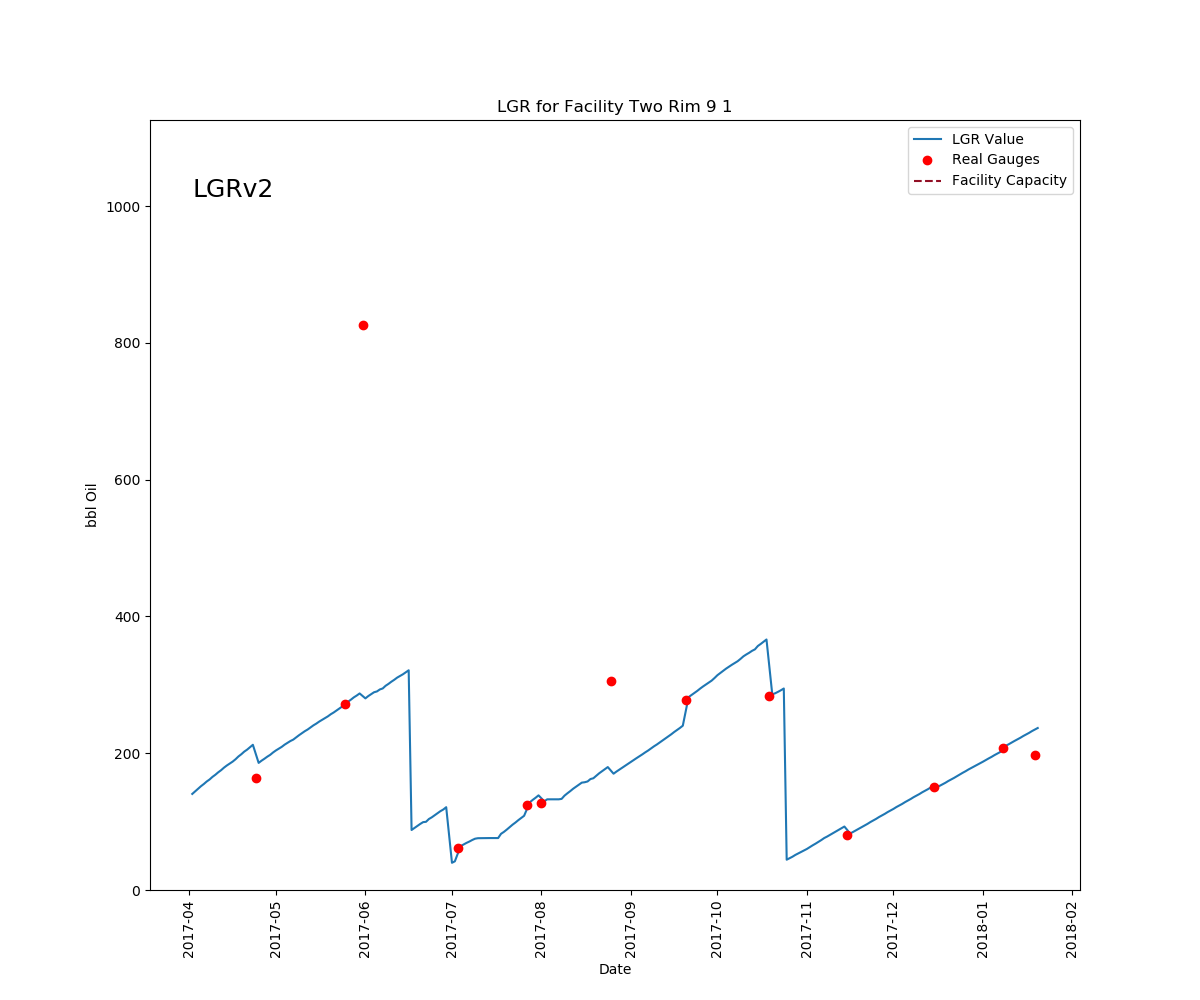 LGR for Facility Two Rim 9 1
LGRv2
LGR Value
Real Gauges
Facility Capacity
1000
800
600
400
200
0
bbl Oil
2017-04
2017-05
2017-06
2017-07
2017-08
2017-09
2017-10
2017-11
2017-12
2018-01
2018-02
Date